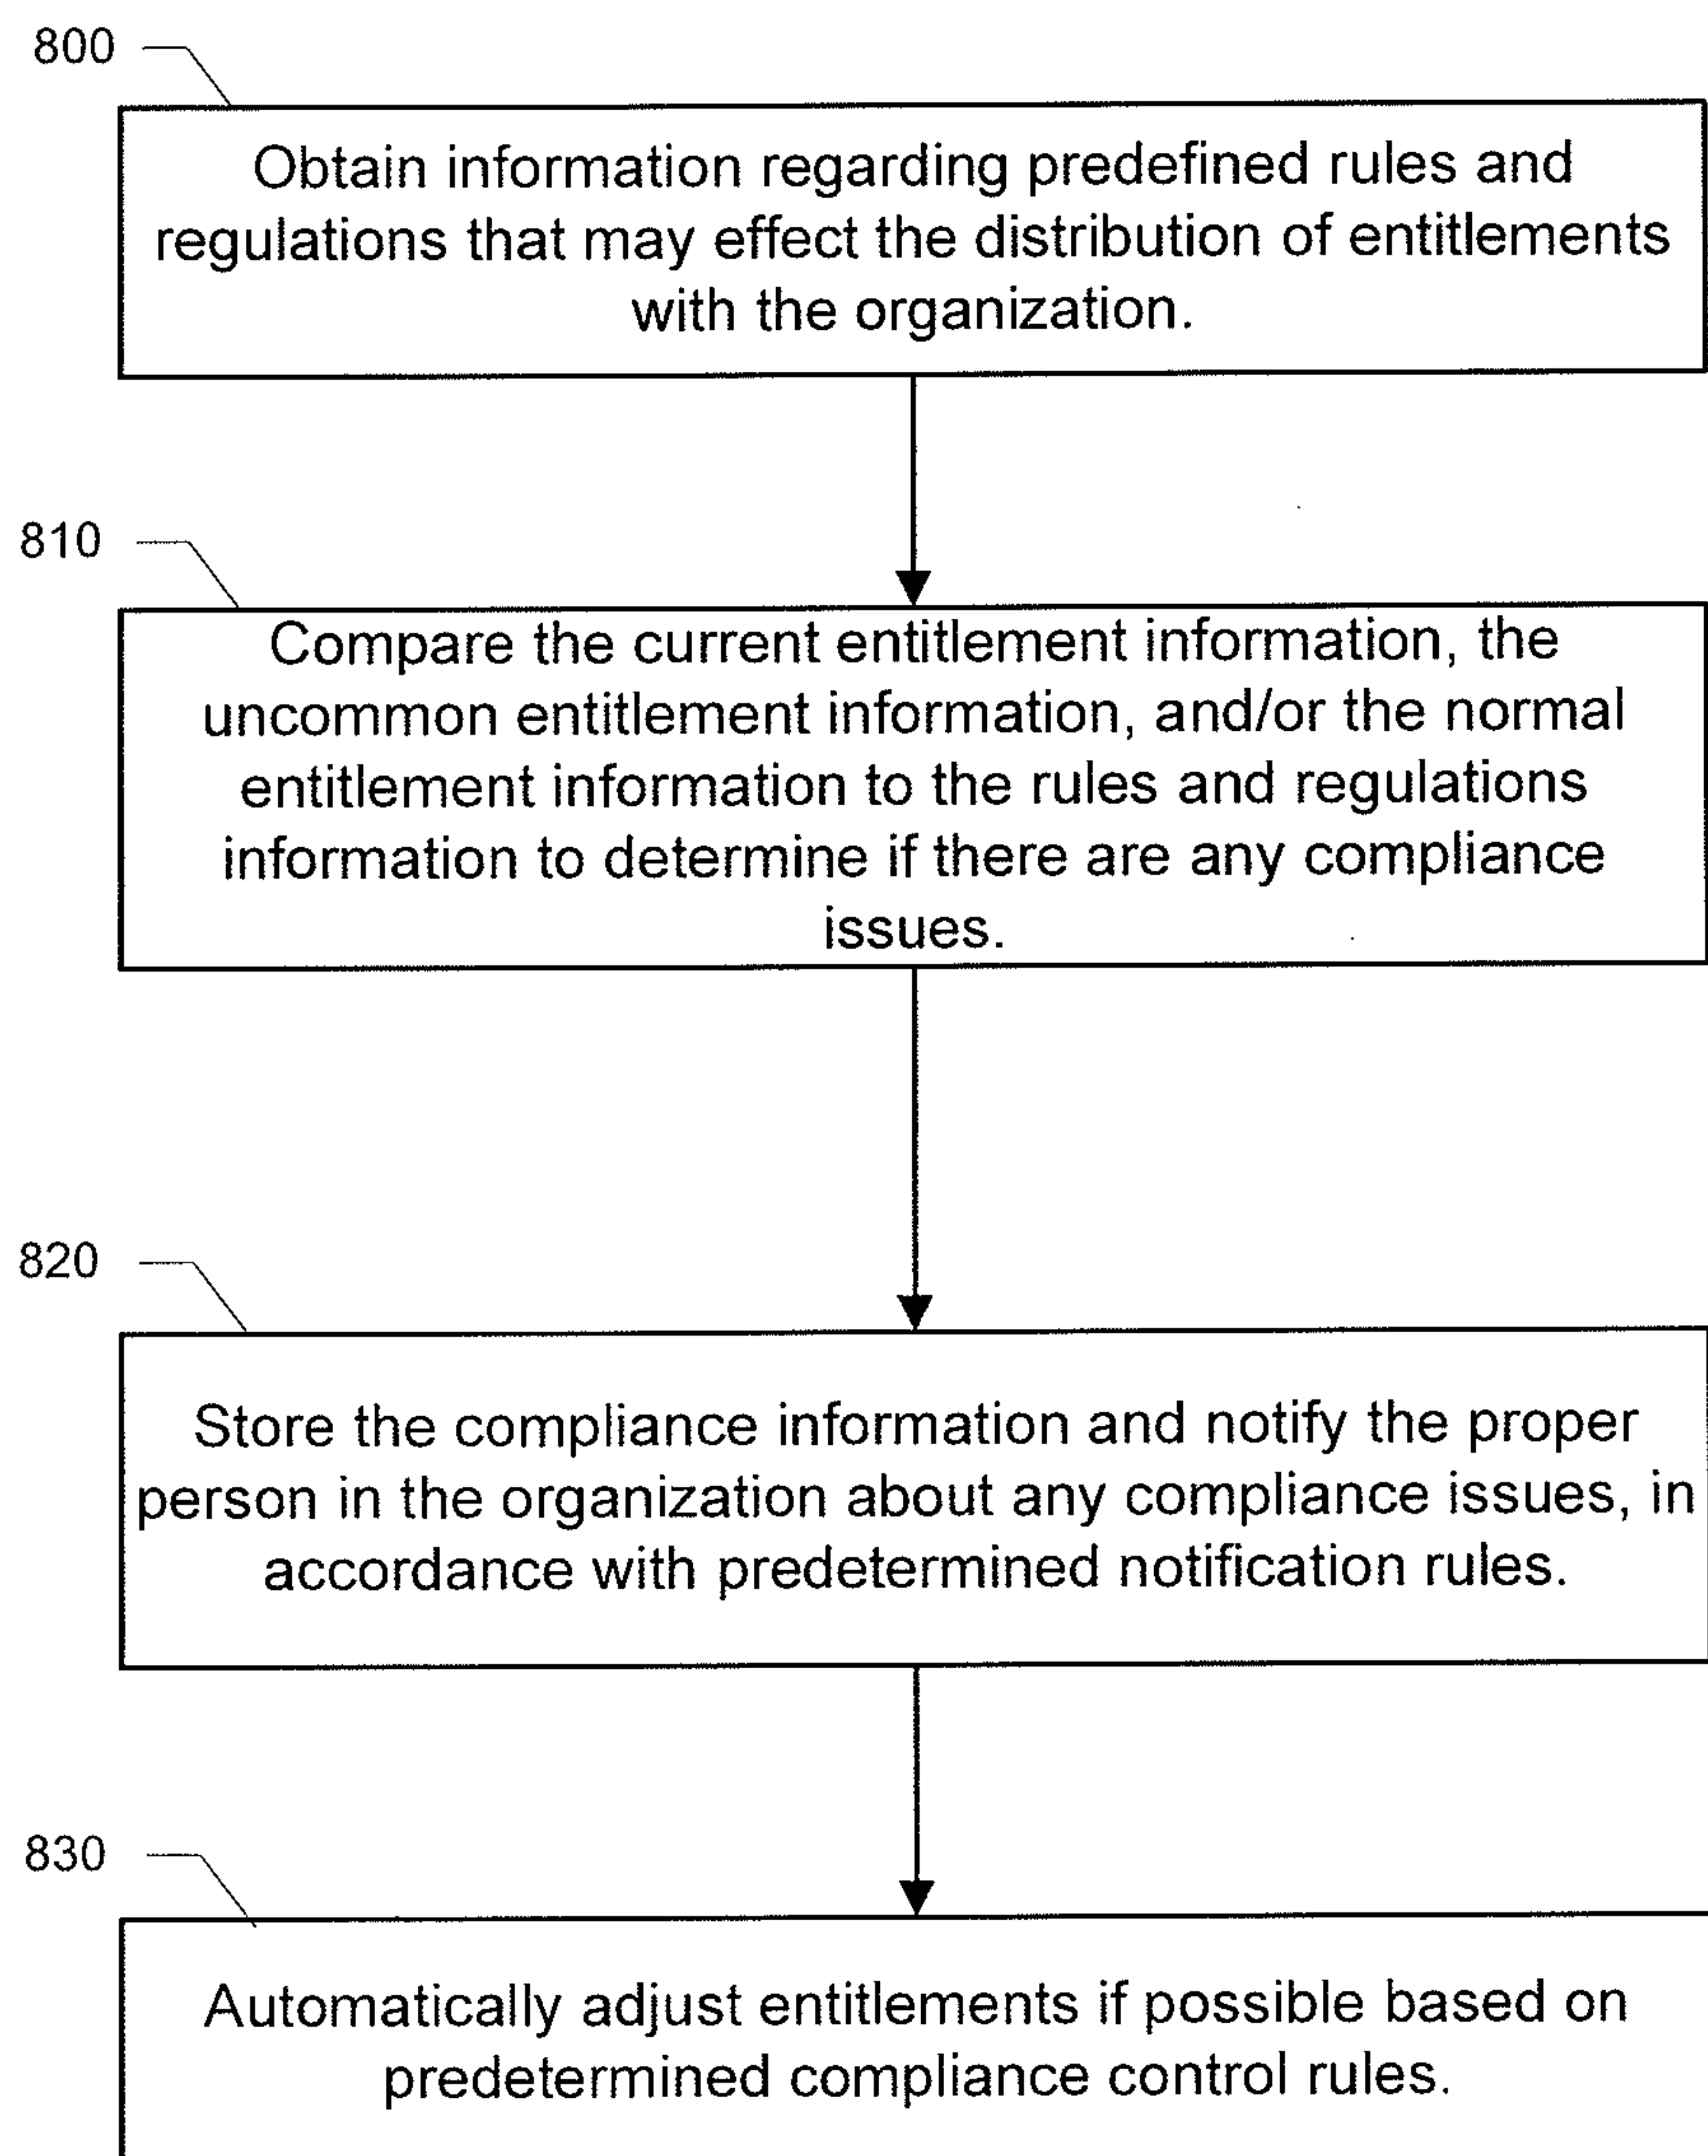 800
Obtain information regarding predefined rules and
regulations that may effect the distribution of entitlements
with the organization.
810
Compare the current entitlement information, the
uncommon entitlement information, and/or the normal
entitlement information to the rules and regulations
information to determine if there are any compliance
issues.
820
Store the compliance information and notify the proper
person in the organization about any compliance issues, in
accordance with predetermined notification rules.
830
Automatically adjust entitlements if possible based on
predetermined compliance control rules.